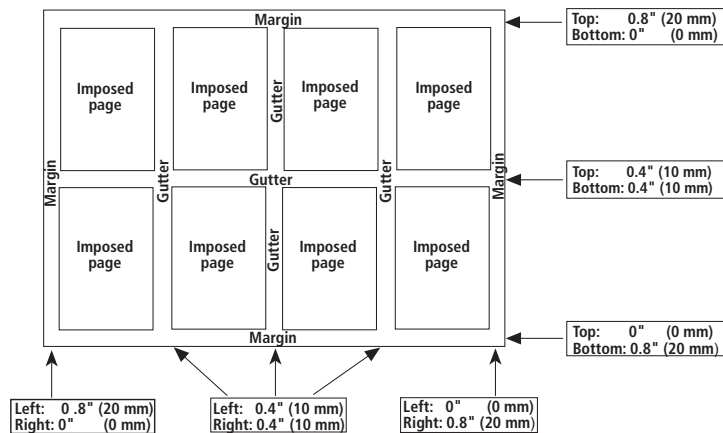 Margin
Top: 0.8" (20 mm)
Bottom: 0" (0 mm)
Imposed
page
Imposed
page
Gutter
Imposed
page
Imposed
page
Margin
Gutter
Gutter
Gutter
Margin
Top: 0.4" (10 mm)
Bottom: 0.4" (10 mm)
Imposed
page
Imposed
page
Gutter
Imposed
page
Imposed
page
Margin
Top: 0" (0 mm)
Bottom: 0.8" (20 mm)
Left: 0 .8" (20 mm)
Right: 0" (0 mm)
Left: 0.4" (10 mm)
Right: 0.4" (10 mm)
Left: 0" (0 mm)
Right: 0.8" (20 mm)